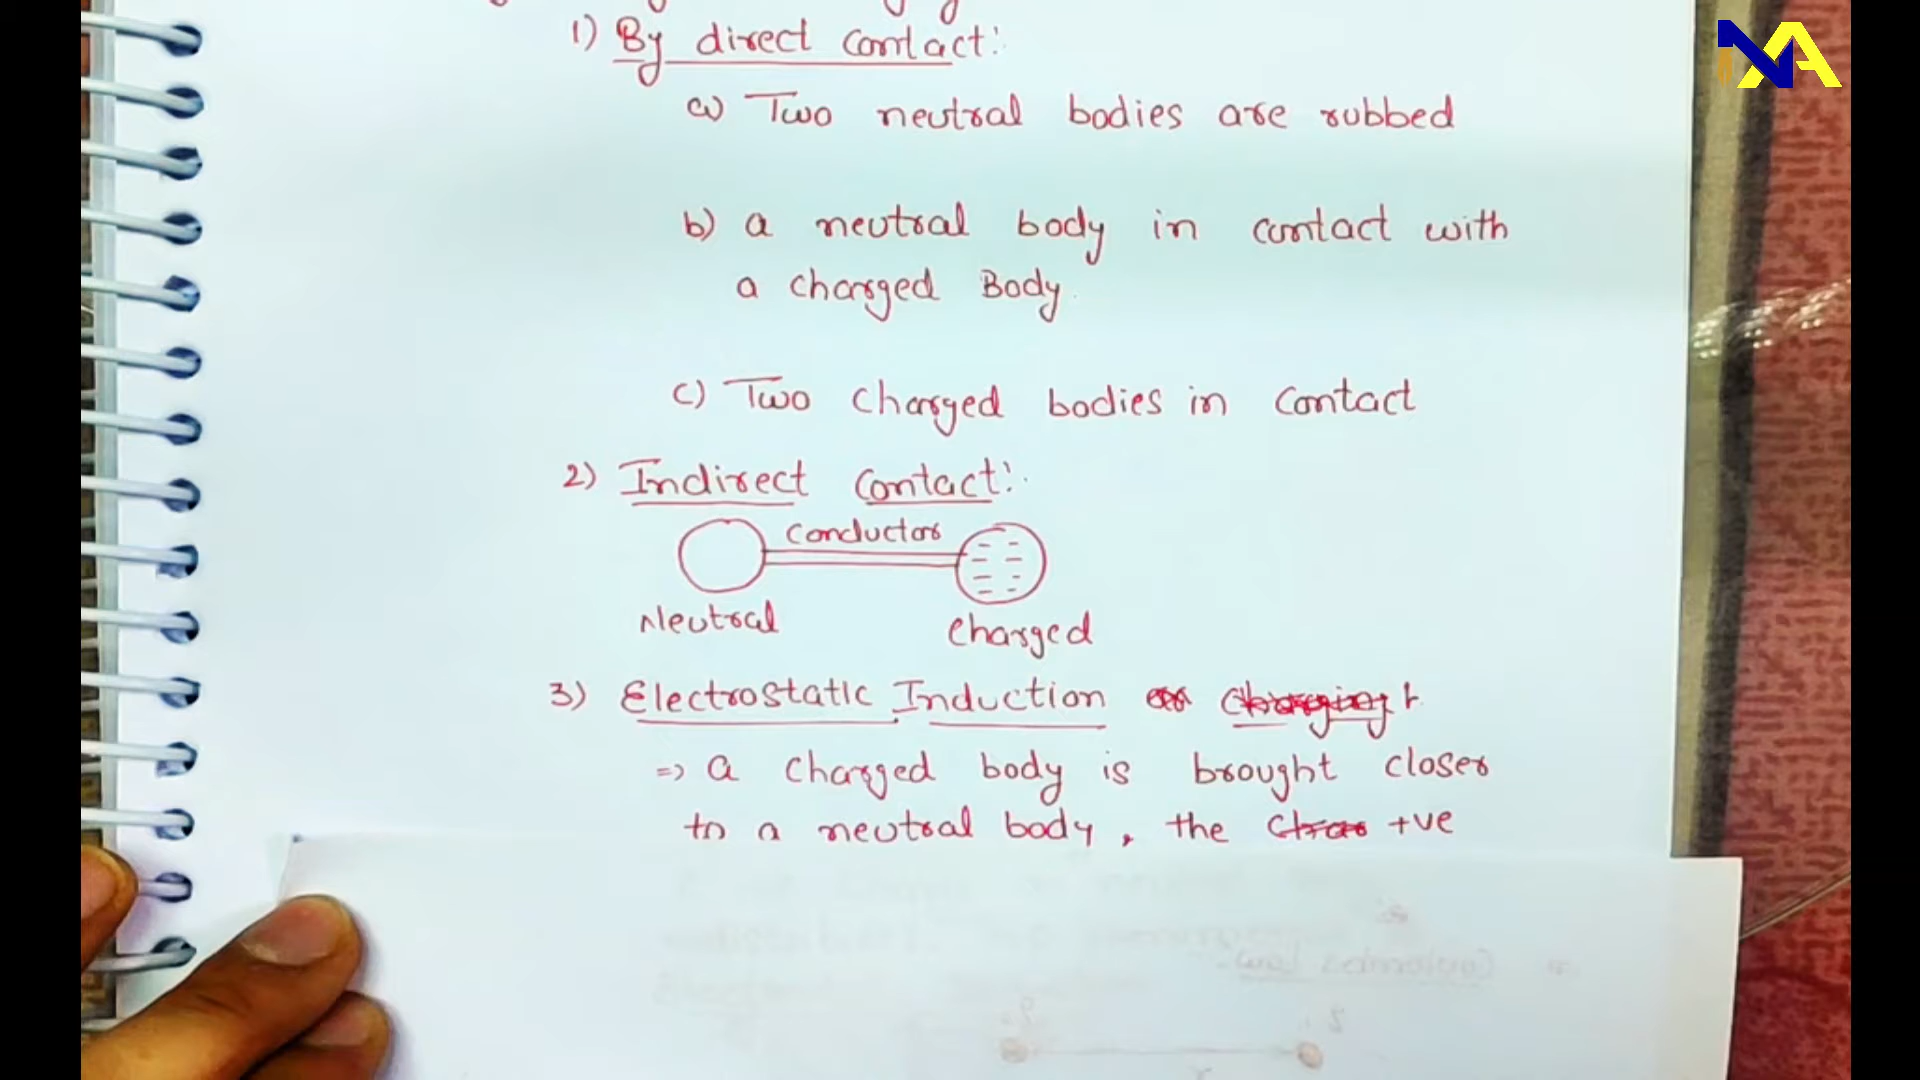 1) By direct contact:
a) Two neutral bodies are rubbed
b) a neutral body in contact with
a charged Body.
c) Two charged bodies in contact
2) Indirect contact:
conductor
Neutral
charged
3) Electrostatic Induction
=> a charged body is brought closer
to a neutral body, the +ve
NA